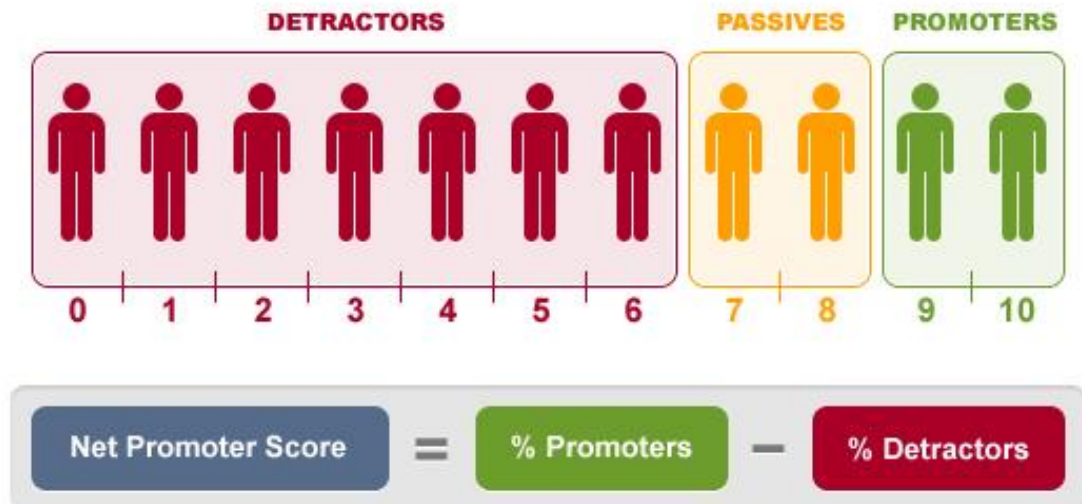 DETRACTORS PASSIVES PROMOTERS
0 1 2 3 4 5 6 7 8 9 10
Net Promoter Score = % Promoters − % Detractors